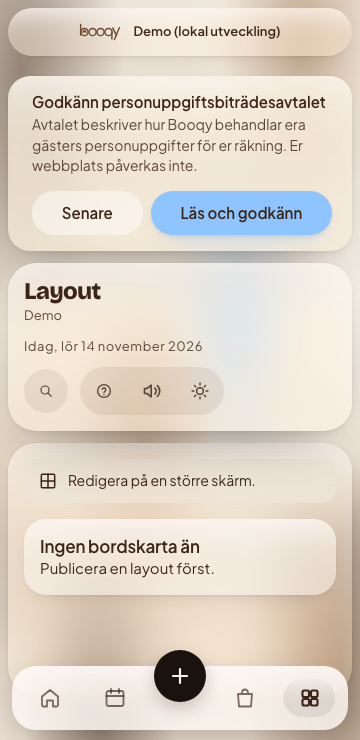 booqy Demo (lokal utveckling)
Godkänn personuppgiftsbiträdesavtalet
Avtalet beskriver hur Booqy behandlar era
gästers personuppgifter för er räkning. Er
webbplats påverkas inte.
Senare
Läs och godkänn
Layout
Demo
Idag, lör 14 november 2026
Redigera på en större skärm.
Ingen bordskarta än
Publicera en layout först.